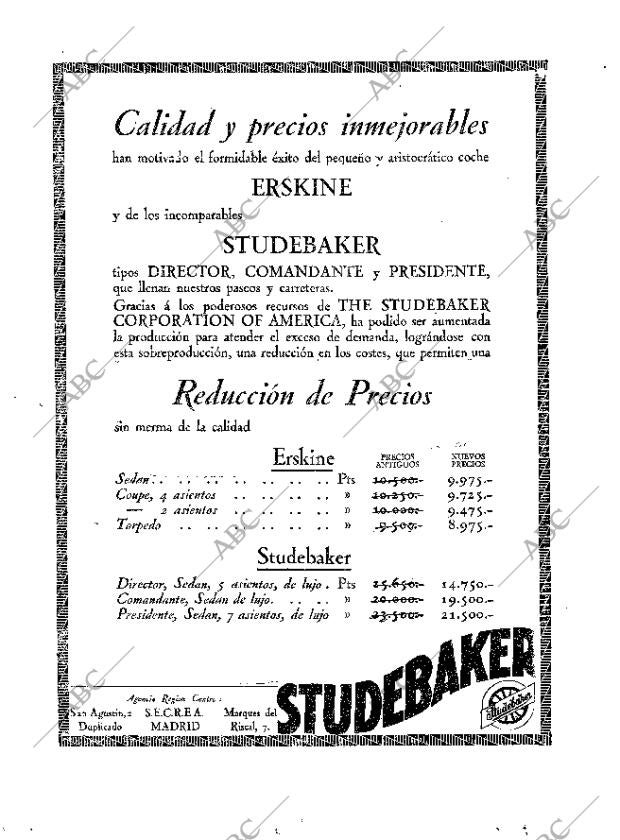 Calidad y precios inmejorables
han motivado el formidable éxito del pequeño y aristocrático coche
ERSKINE
y de los incomparables
STUDEBAKER
tipos DIRECTOR, COMANDANTE y PRESIDENTE,
que llenan nuestros paseos y carreteras.
Gracias á los poderosos recursos de THE STUDEBAKER
CORPORATION OF AMERICA, ha podido ser aumentada
la producción para atender el exceso de demanda, lográndose con
esta sobreproducción, una reducción en los costes, que permiten una
Reducción de Precios
sin merma de la calidad
Erskine PRECIOS ANTIGUOS NUEVOS PRECIOS
Sedan. . . . . . . . . Pts 10.500.- 9.975.-
Coupe, 4 asientos . . . . . . . » 10.250.- 9.725.-
— 2 asientos . . . . . . . » 10.000.- 9.475.-
Torpedo . . . . . . . . . » 9.500.- 8.975.-
Studebaker
Director, Sedan, 5 asientos, de lujo . Pts 15.650.- 14.750.-
Comandante, Sedan de lujo. . . . . » 20.000.- 19.500.-
Presidente, Sedan, 7 asientos, de lujo » 23.500.- 21.500.-
STUDEBAKER
Studebaker
Agencia Region Centro:
San Agustín, 2 S.E.C.R.E.A. Marques del
Duplicado MADRID Riscal, 7.
ABC